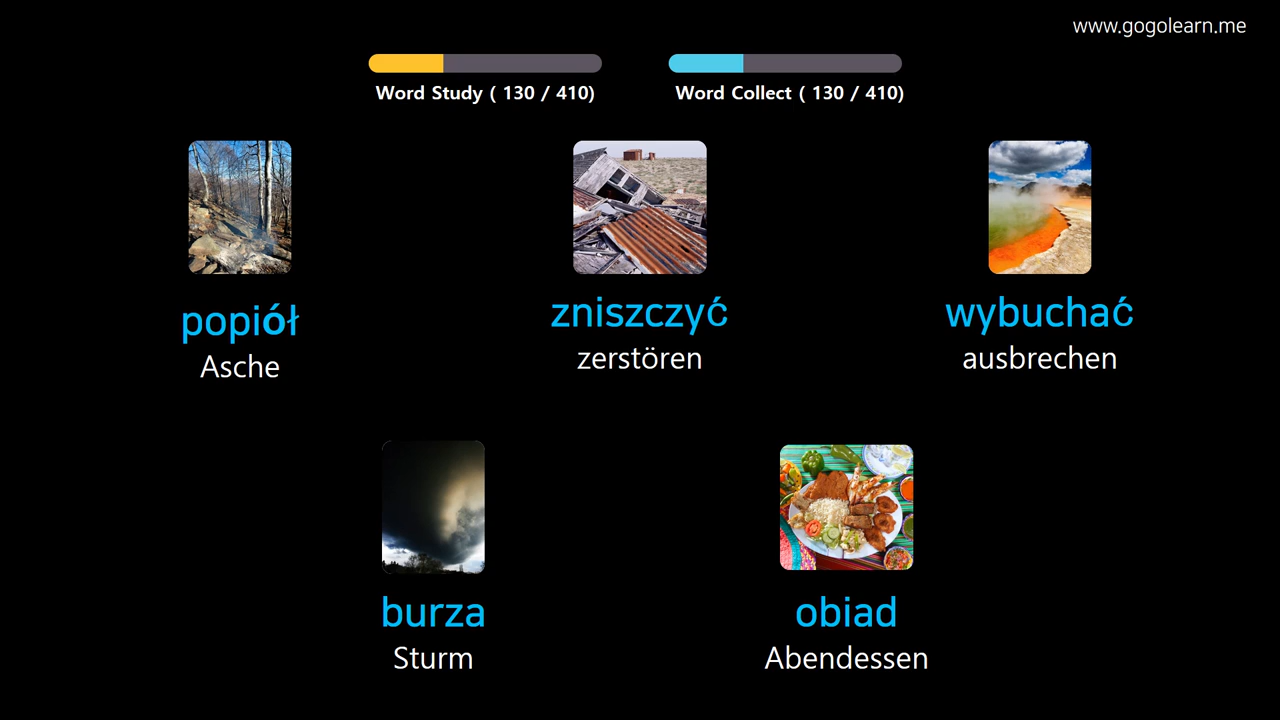 www.gogolearn.me
Word Study ( 130 / 410)
Word Collect ( 130 / 410)
popiół
Asche
zniszczyć
zerstören
wybuchać
ausbrechen
burza
Sturm
obiad
Abendessen